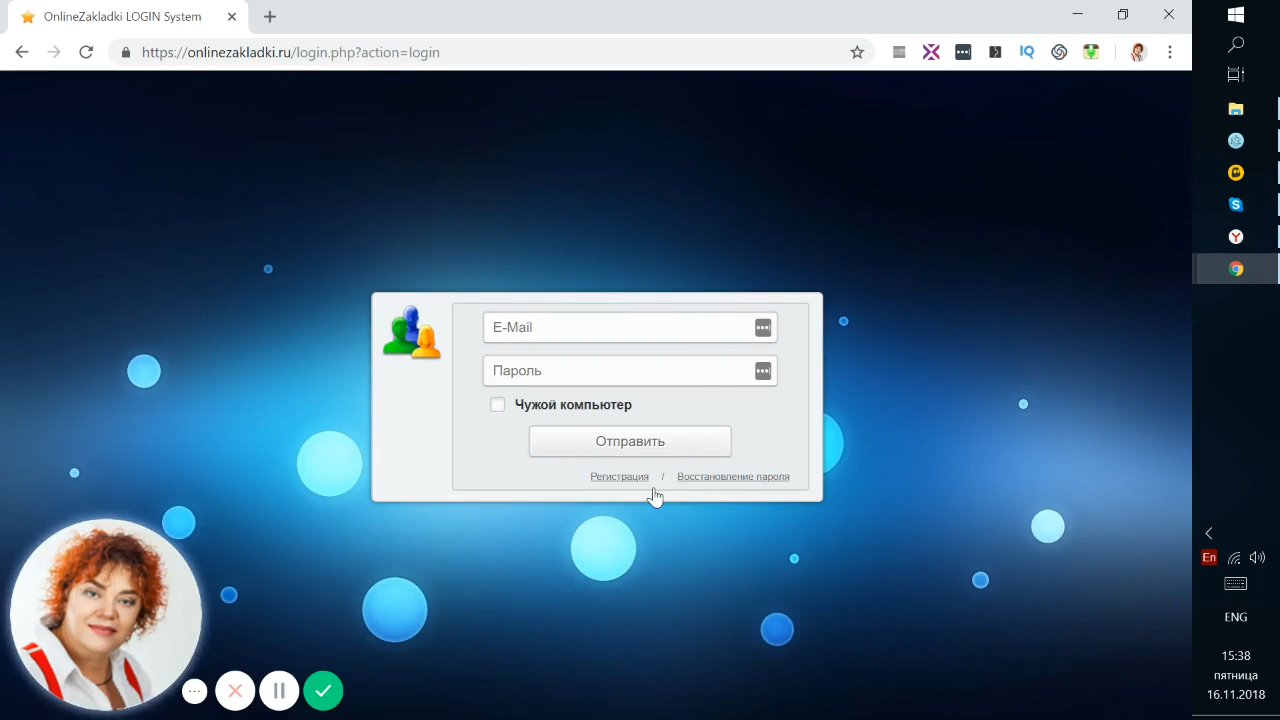 OnlineZakladki LOGIN System
https://onlinezakladki.ru/login.php?action=login
IQ
E-Mail
Пароль
Чужой компьютер
Отправить
Регистрация / Восстановление пароля
S
Y
En
ENG
15:38
пятница
16.11.2018